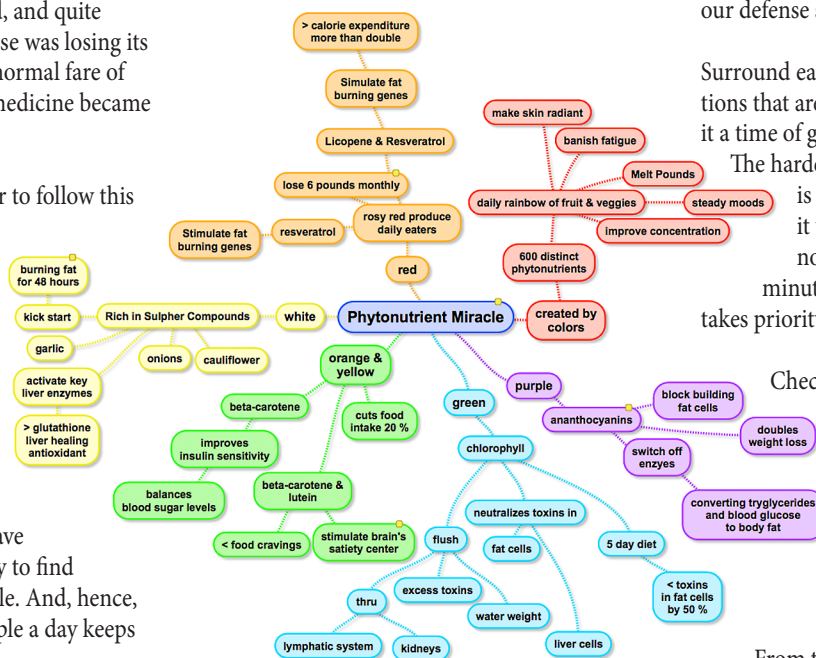 d, and quite
se was losing its
normal fare of
medicine became
r to follow this
ave
y to find
le. And, hence,
ple a day keeps
> calorie expenditure
more than double
Simulate fat
burning genes
Licopene & Resveratrol
lose 6 pounds monthly
rosy red produce
daily eaters
resveratrol
Stimulate fat
burning genes
red
make skin radiant
banish fatigue
Melt Pounds
daily rainbow of fruit & veggies
steady moods
improve concentration
600 distinct
phytonutrients
created by
colors
Phytonutrient Miracle
white
Rich in Sulpher Compounds
burning fat
for 48 hours
kick start
garlic
onions
cauliflower
activate key
liver enzymes
> glutathione
liver healing
antioxidant
orange &
yellow
beta-carotene
cuts food
intake 20 %
improves
insulin sensitivity
balances
blood sugar levels
beta-carotene &
lutein
< food cravings
stimulate brain's
satiety center
green
chlorophyll
neutralizes toxins in
flush
fat cells
5 day diet
thru
excess toxins
water weight
< toxins
in fat cells
by 50 %
lymphatic system
kidneys
liver cells
purple
ananthocyanins
block building
fat cells
doubles
weight loss
switch off
enzyes
converting tryglycerides
and blood glucose
to body fat
our defense s
Surround ea
tions that are
it a time of g
The harde
is
it
no
minut
takes priority
Chec
From t